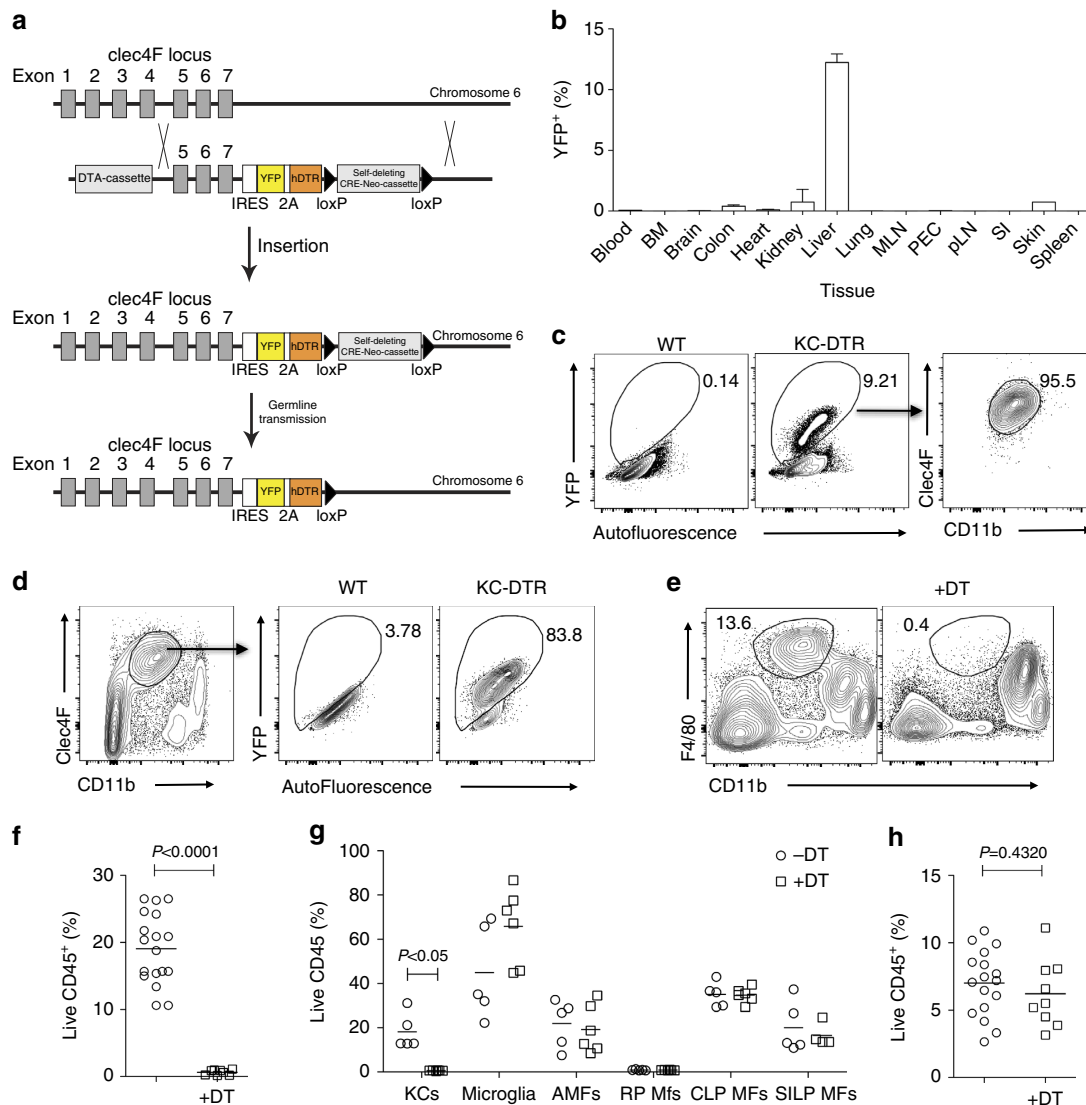 a
clec4F locus
Exon 1 2 3 4 5 6 7
Chromosome 6
DTA-cassette
5 6 7
YFP hDTR
Self-deleting
CRE-Neo-cassette
IRES 2A loxP loxP
Insertion
clec4F locus
Exon 1 2 3 4 5 6 7
Chromosome 6
YFP hDTR
Self-deleting
CRE-Neo-cassette
IRES 2A loxP loxP
Germline
transmission
clec4F locus
Exon 1 2 3 4 5 6 7
Chromosome 6
YFP hDTR
IRES 2A loxP
b
YFP+ (%)
15
10
5
0
Blood BM Brain Colon Heart Kidney Liver Lung MLN PEC pLN SI Skin Spleen
Tissue
c
WT KC-DTR
0.14 9.21 95.5
YFP
Autofluorescence
Clec4F
CD11b
d
WT KC-DTR
3.78 83.8
Clec4F
CD11b
YFP
AutoFluorescence
e
+DT
13.6 0.4
F4/80
CD11b
f
P<0.0001
Live CD45+ (%)
30
20
10
0
+DT
g
Live CD45 (%)
100
80
60
40
20
0
P<0.05
–DT
+DT
KCs Microglia AMFs RP Mfs CLP MFs SILP MFs
h
P=0.4320
Live CD45+ (%)
15
10
5
0
+DT